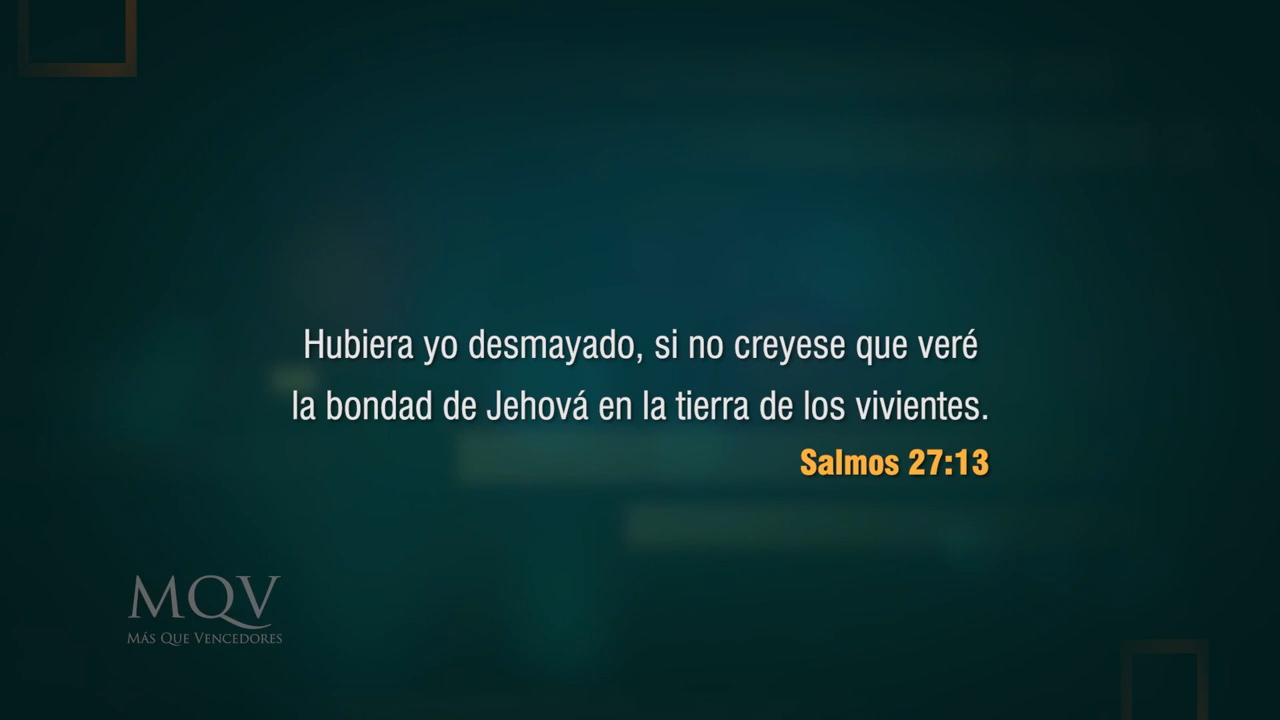 Hubiera yo desmayado, si no creyese que veré
la bondad de Jehová en la tierra de los vivientes.
Salmos 27:13
MQV
MÁS QUE VENCEDORES